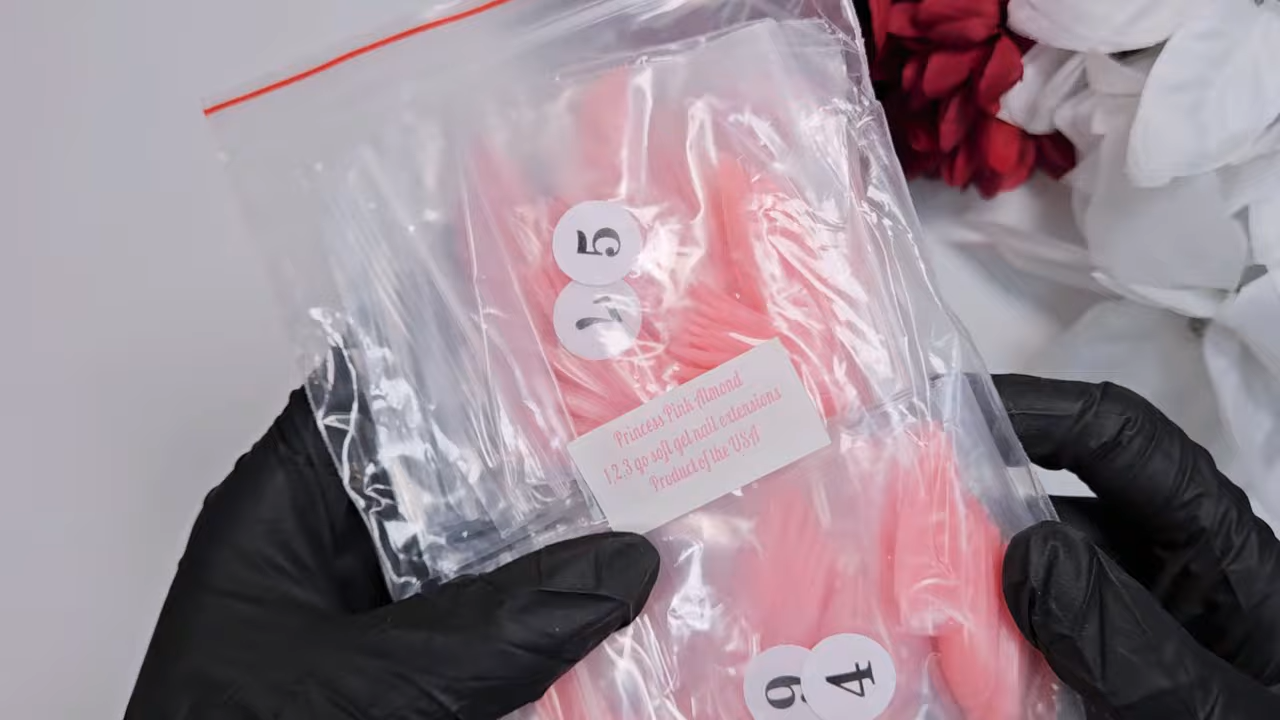 5
7
Princess Pink Almond
1,2,3 go soft gel nail extensions
Product of the USA
9
4